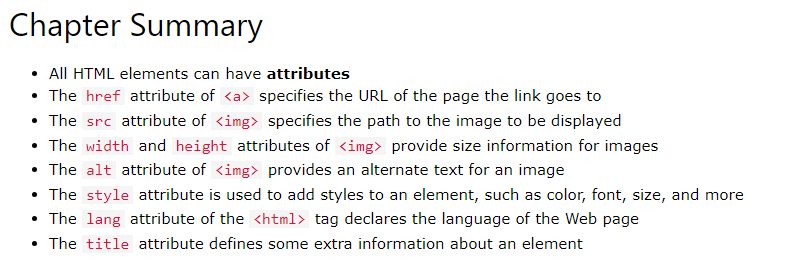 Chapter Summary
• All HTML elements can have attributes
• The href attribute of <a> specifies the URL of the page the link goes to
• The src attribute of <img> specifies the path to the image to be displayed
• The width and height attributes of <img> provide size information for images
• The alt attribute of <img> provides an alternate text for an image
• The style attribute is used to add styles to an element, such as color, font, size, and more
• The lang attribute of the <html> tag declares the language of the Web page
• The title attribute defines some extra information about an element